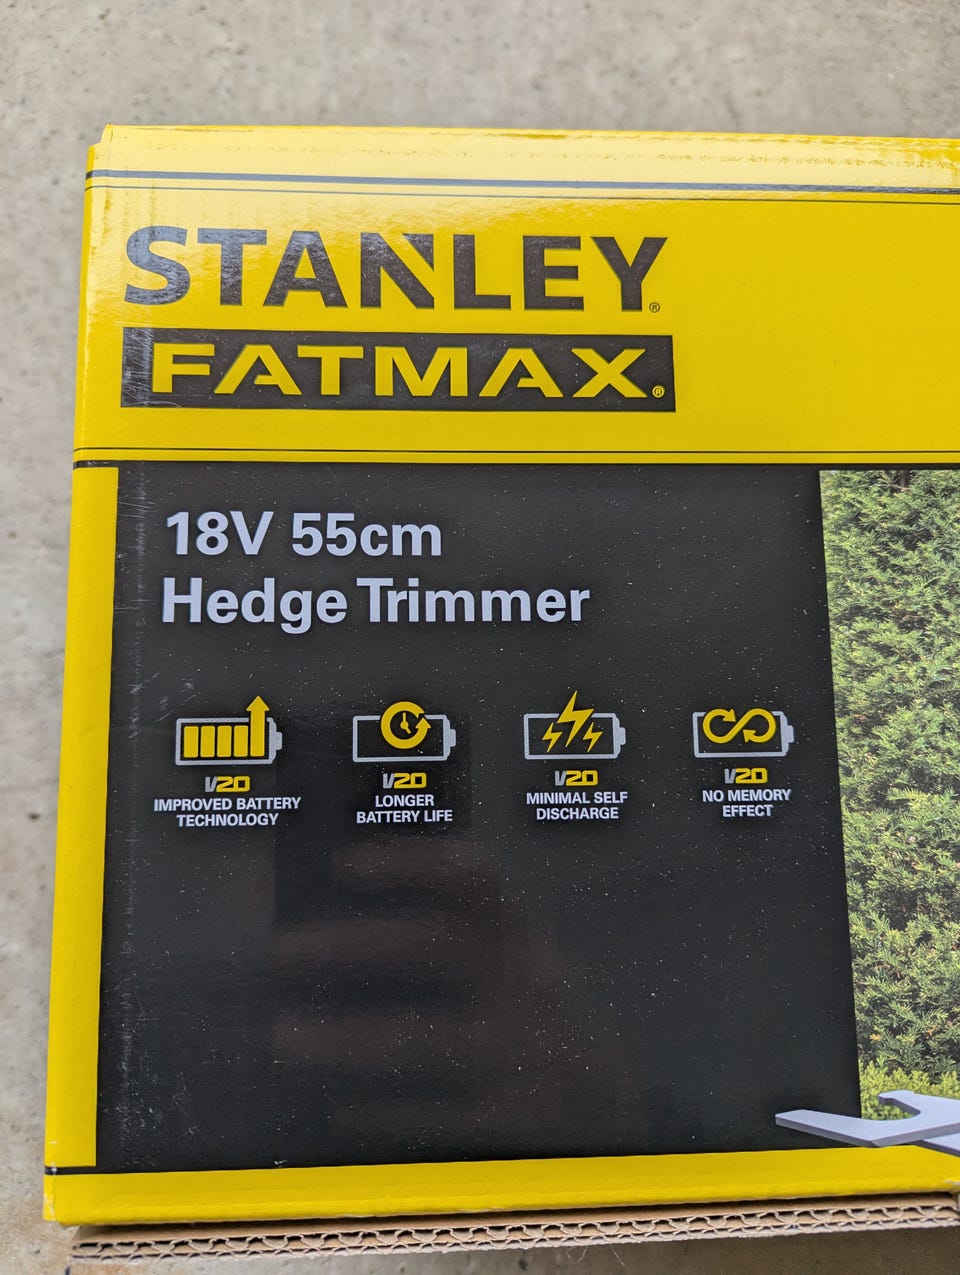 STANLEY®
FATMAX®
18V 55cm
Hedge Trimmer
V20
IMPROVED BATTERY
TECHNOLOGY
V20
LONGER
BATTERY LIFE
V20
MINIMAL SELF
DISCHARGE
V20
NO MEMORY
EFFECT